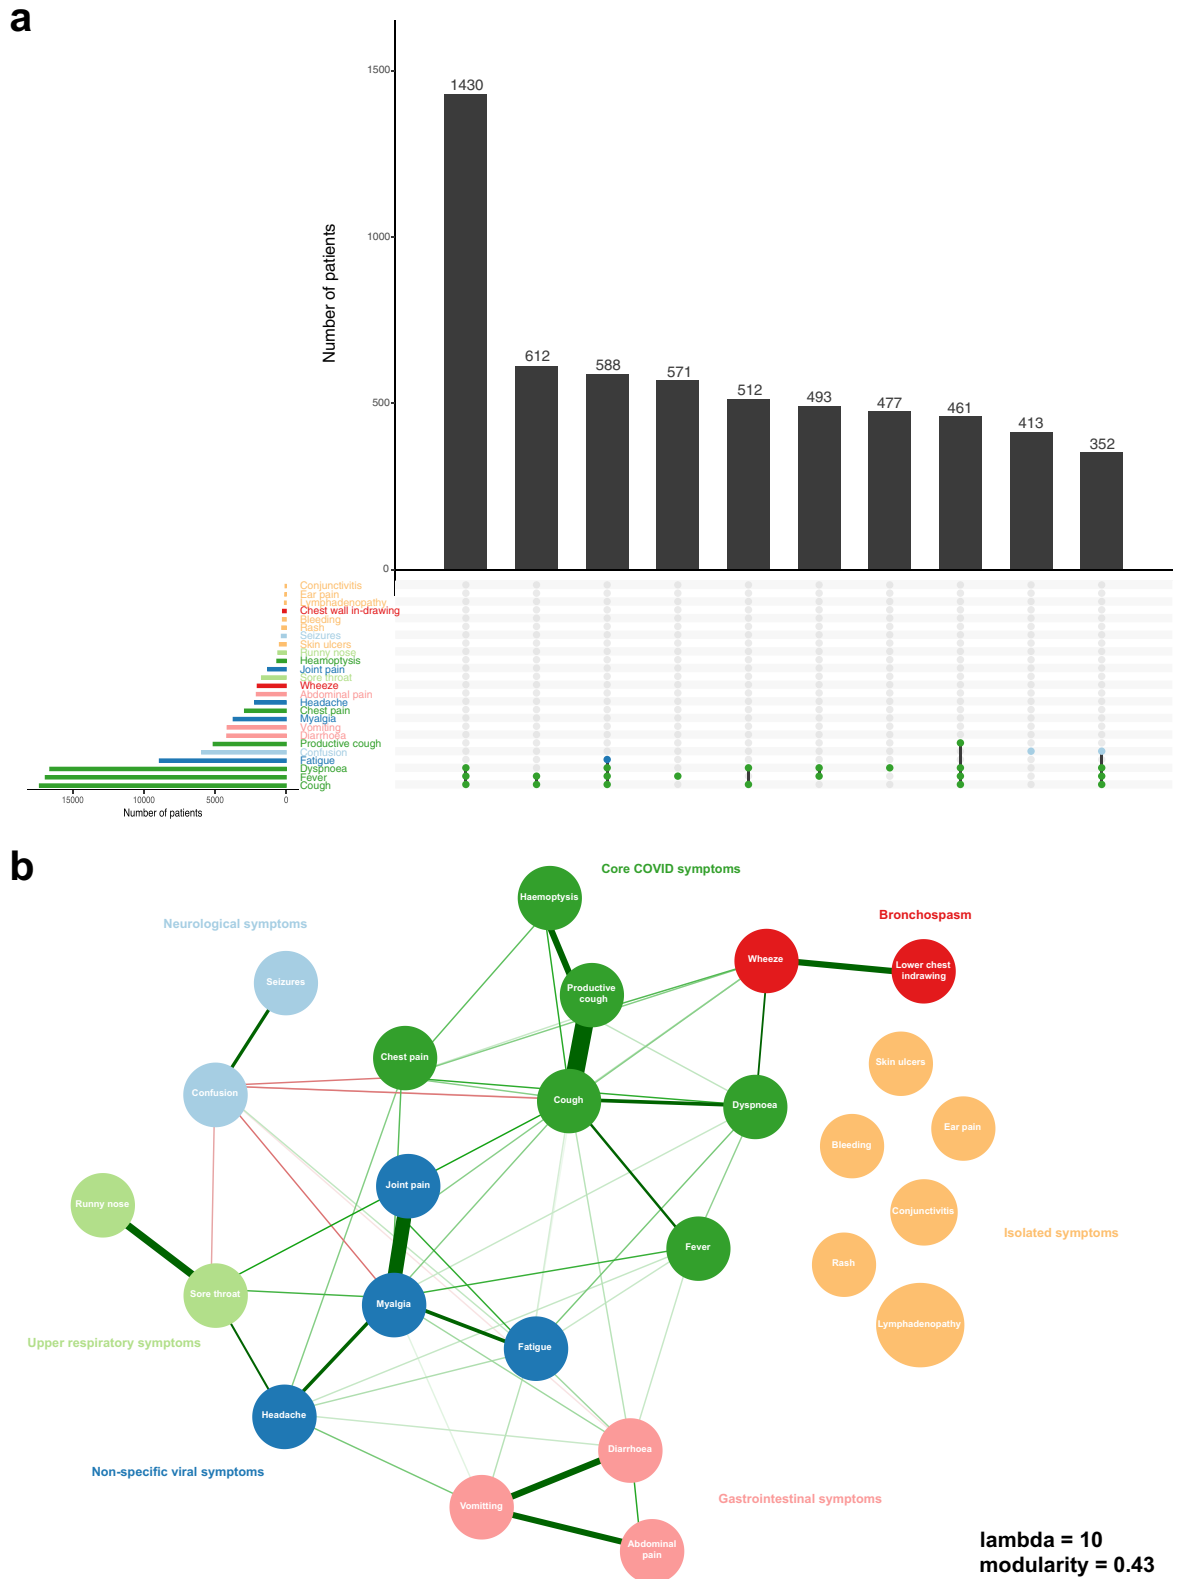 a
1500
1000
500
0
Number of patients
1430
612
588
571
512
493
477
461
413
352
Conjunctivitis
Ear pain
Lymphadenopathy
Chest wall in-drawing
Bleeding
Rash
Seizures
Skin ulcers
Runny nose
Heamoptysis
Joint pain
Sore throat
Wheeze
Abdominal pain
Headache
Chest pain
Myalgia
Vomiting
Diarrhoea
Productive cough
Confusion
Fatigue
Dyspnoea
Fever
Cough
15000 10000 5000 0
Number of patients
b
Core COVID symptoms
Haemoptysis
Neurological symptoms
Bronchospasm
Wheeze
Lower chest
indrawing
Seizures
Productive
cough
Chest pain
Skin ulcers
Confusion
Cough
Dyspnoea
Ear pain
Bleeding
Joint pain
Runny nose
Conjunctivitis
Isolated symptoms
Fever
Rash
Sore throat
Myalgia
Lymphadenopathy
Upper respiratory symptoms
Fatigue
Headache
Diarrhoea
Non-specific viral symptoms
Gastrointestinal symptoms
Vomitting
Abdominal
pain
lambda = 10
modularity = 0.43